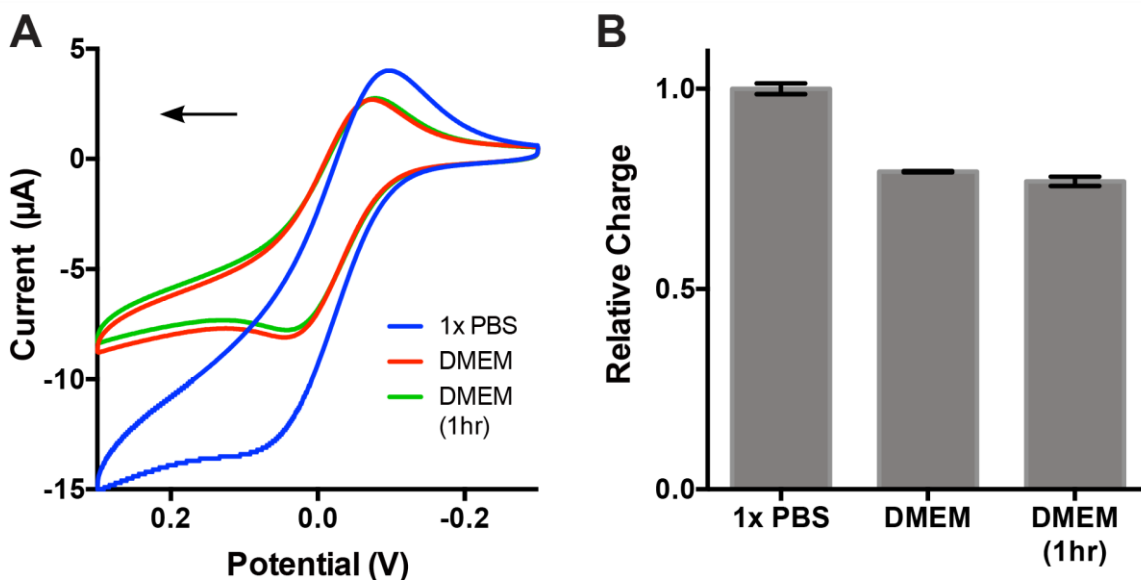 A
5
0
-5
-10
-15
Current (µA)
0.2
0.0
-0.2
Potential (V)
1x PBS
DMEM
DMEM
(1hr)
B
1.0
0.5
0.0
Relative Charge
1x PBS
DMEM
DMEM
(1hr)